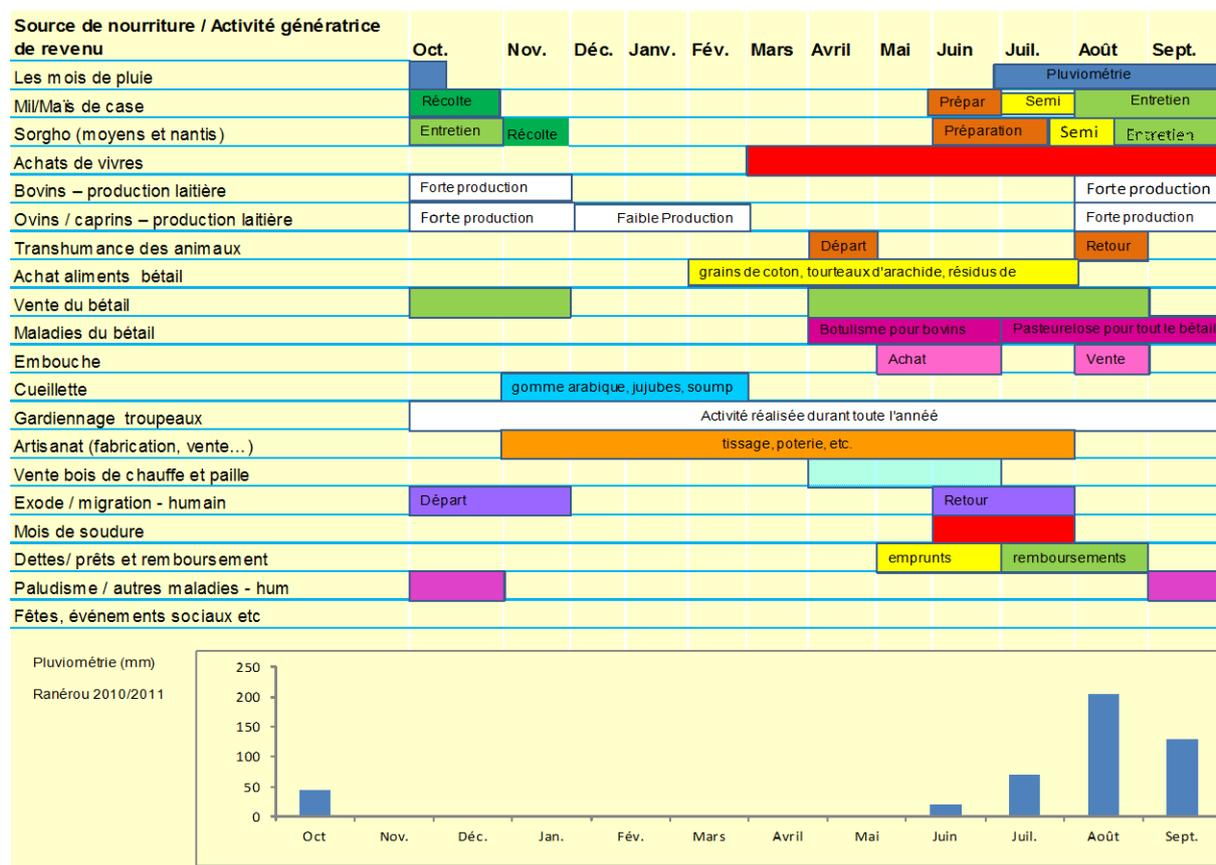 Source de nourriture / Activité génératrice
de revenu
Oct. Nov. Déc. Janv. Fév. Mars Avril Mai Juin Juil. Août Sept.
Les mois de pluie Pluviométrie
Mil/Maïs de case Récolte Prépar Semi Entretien
Sorgho (moyens et nantis) Entretien Récolte Préparation Semi Entretien
Achats de vivres
Bovins – production laitière Forte production Forte production
Ovins / caprins – production laitière Forte production Faible Production Forte production
Transhumance des animaux Départ Retour
Achat aliments bétail grains de coton, tourteaux d'arachide, résidus de
Vente du bétail
Maladies du bétail Botulisme pour bovins Pasteurelose pour tout le bétail
Embouche Achat Vente
Cueillette gomme arabique, jujubes, soump
Gardiennage troupeaux Activité réalisée durant toute l'année
Artisanat (fabrication, vente…) tissage, poterie, etc.
Vente bois de chauffe et paille
Exode / migration - humain Départ Retour
Mois de soudure
Dettes/ prêts et remboursement emprunts remboursements
Paludisme / autres maladies - hum
Fêtes, événements sociaux etc
Pluviométrie (mm)
Ranérou 2010/2011
250
200
150
100
50
0
Oct Nov. Déc. Jan. Fév. Mars Avril Mai Juin Juil. Août Sept.